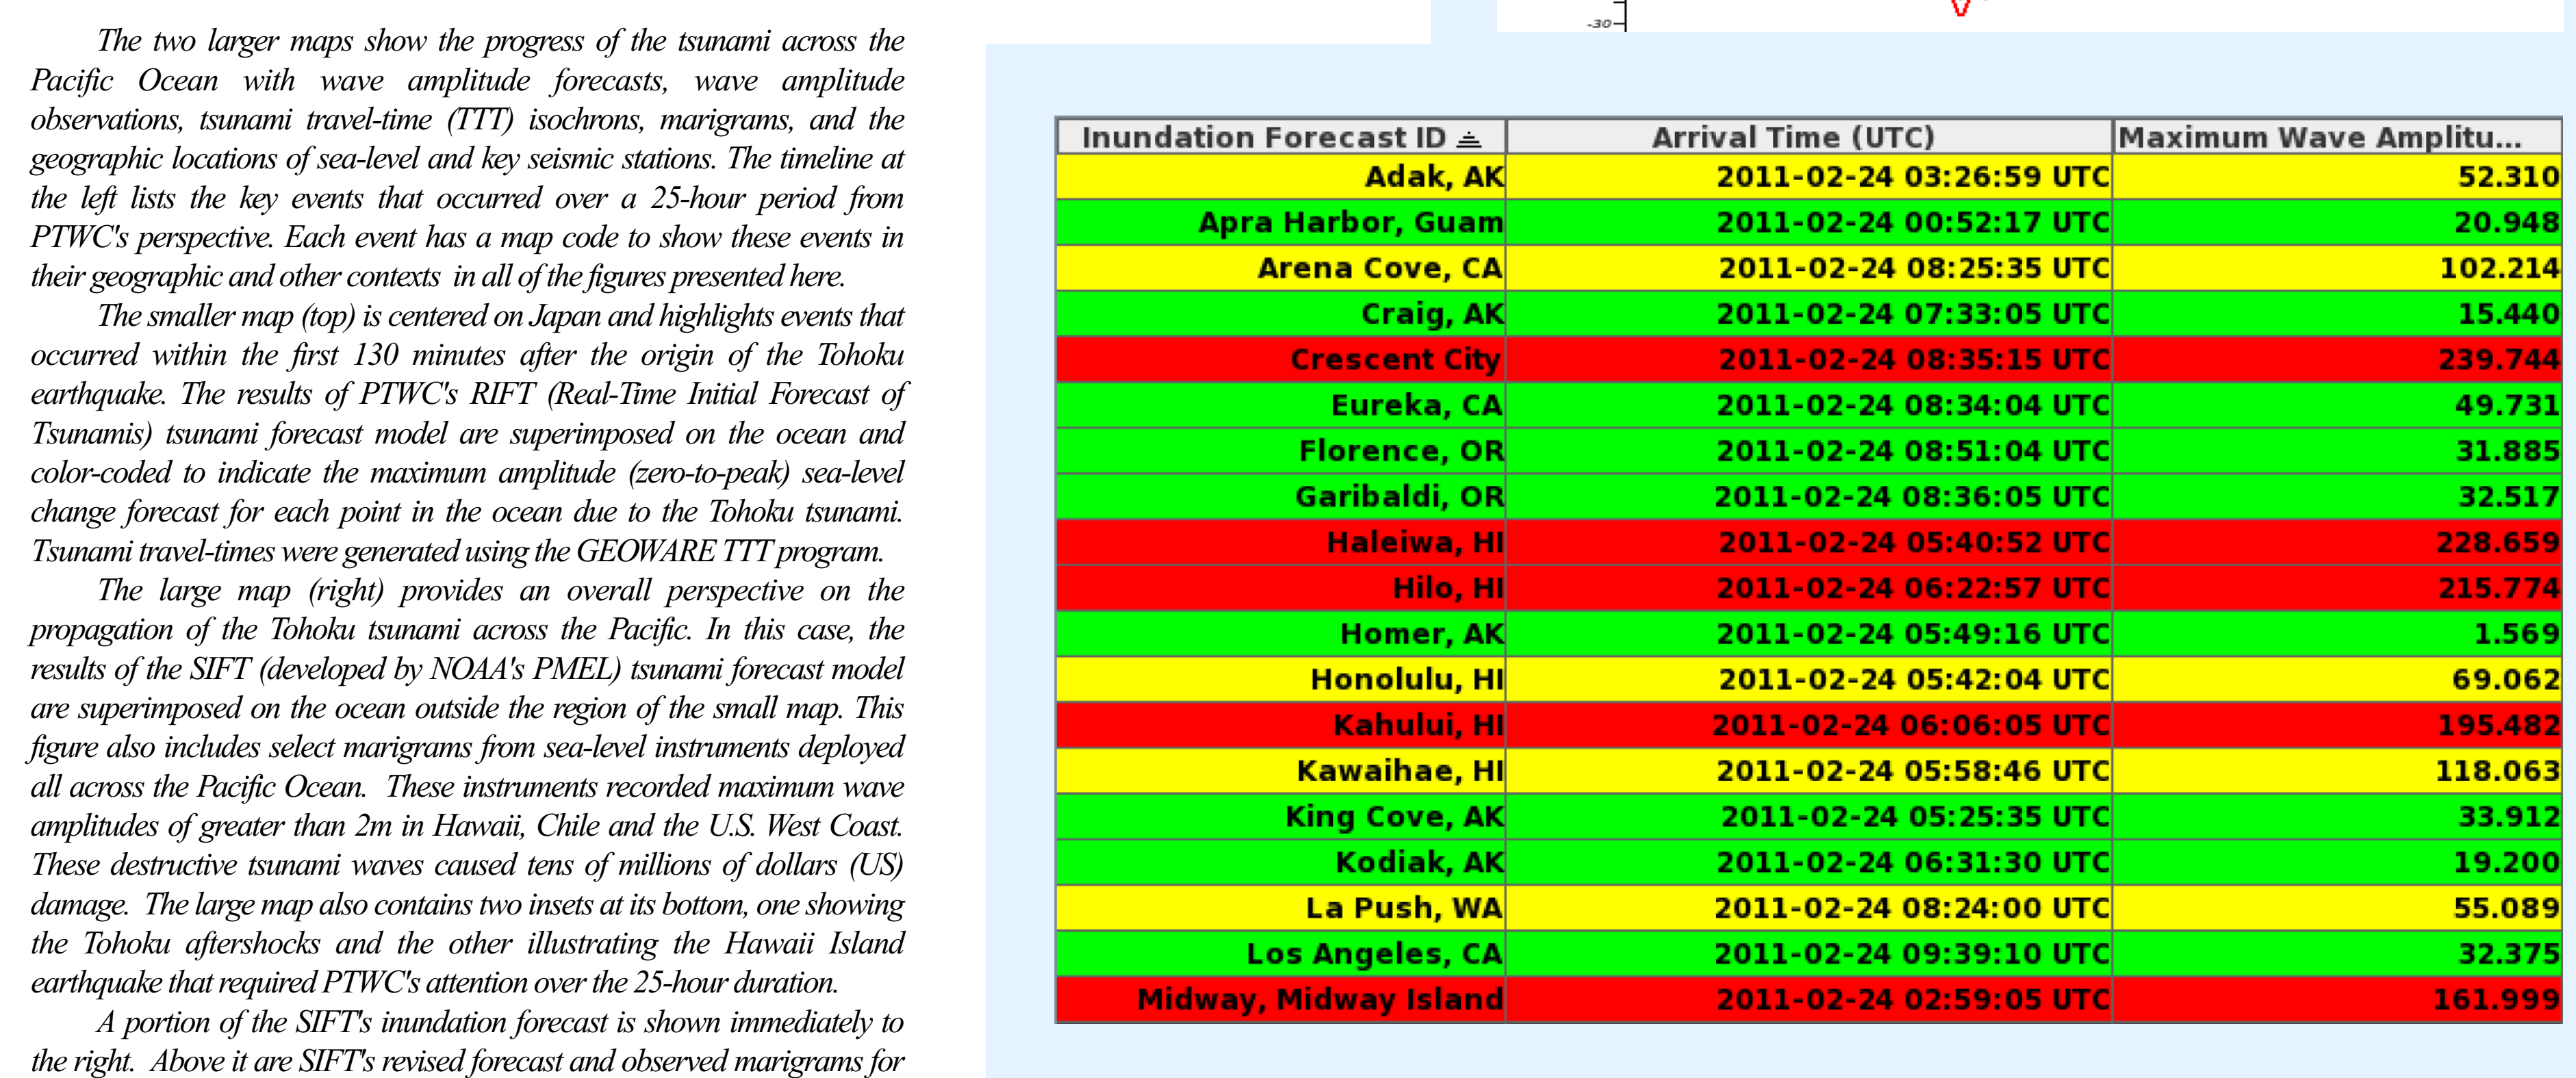 The two larger maps show the progress of the tsunami across the
Pacific Ocean with wave amplitude forecasts, wave amplitude
observations, tsunami travel-time (TTT) isochrons, marigrams, and the
geographic locations of sea-level and key seismic stations. The timeline at
the left lists the key events that occurred over a 25-hour period from
PTWC's perspective. Each event has a map code to show these events in
their geographic and other contexts in all of the figures presented here.
The smaller map (top) is centered on Japan and highlights events that
occurred within the first 130 minutes after the origin of the Tohoku
earthquake. The results of PTWC's RIFT (Real-Time Initial Forecast of
Tsunamis) tsunami forecast model are superimposed on the ocean and
color-coded to indicate the maximum amplitude (zero-to-peak) sea-level
change forecast for each point in the ocean due to the Tohoku tsunami.
Tsunami travel-times were generated using the GEOWARE TTT program.
The large map (right) provides an overall perspective on the
propagation of the Tohoku tsunami across the Pacific. In this case, the
results of the SIFT (developed by NOAA's PMEL) tsunami forecast model
are superimposed on the ocean outside the region of the small map. This
figure also includes select marigrams from sea-level instruments deployed
all across the Pacific Ocean. These instruments recorded maximum wave
amplitudes of greater than 2m in Hawaii, Chile and the U.S. West Coast.
These destructive tsunami waves caused tens of millions of dollars (US)
damage. The large map also contains two insets at its bottom, one showing
the Tohoku aftershocks and the other illustrating the Hawaii Island
earthquake that required PTWC's attention over the 25-hour duration.
A portion of the SIFT's inundation forecast is shown immediately to
the right. Above it are SIFT's revised forecast and observed marigrams for
-30
Inundation Forecast ID Arrival Time (UTC) Maximum Wave Amplitu...
Adak, AK 2011-02-24 03:26:59 UTC 52.310
Apra Harbor, Guam 2011-02-24 00:52:17 UTC 20.948
Arena Cove, CA 2011-02-24 08:25:35 UTC 102.214
Craig, AK 2011-02-24 07:33:05 UTC 15.440
Crescent City 2011-02-24 08:35:15 UTC 239.744
Eureka, CA 2011-02-24 08:34:04 UTC 49.731
Florence, OR 2011-02-24 08:51:04 UTC 31.885
Garibaldi, OR 2011-02-24 08:36:05 UTC 32.517
Haleiwa, HI 2011-02-24 05:40:52 UTC 228.659
Hilo, HI 2011-02-24 06:22:57 UTC 215.774
Homer, AK 2011-02-24 05:49:16 UTC 1.569
Honolulu, HI 2011-02-24 05:42:04 UTC 69.062
Kahului, HI 2011-02-24 06:06:05 UTC 195.482
Kawaihae, HI 2011-02-24 05:58:46 UTC 118.063
King Cove, AK 2011-02-24 05:25:35 UTC 33.912
Kodiak, AK 2011-02-24 06:31:30 UTC 19.200
La Push, WA 2011-02-24 08:24:00 UTC 55.089
Los Angeles, CA 2011-02-24 09:39:10 UTC 32.375
Midway, Midway Island 2011-02-24 02:59:05 UTC 161.999